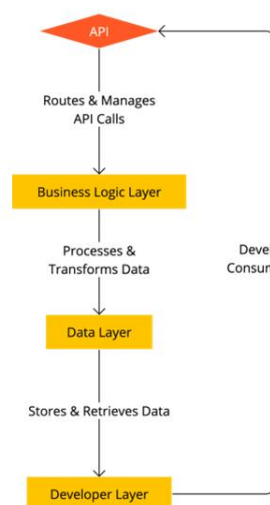 API
Routes & Manages
API Calls
Business Logic Layer
Processes &
Transforms Data
Data Layer
Stores & Retrieves Data
Developer Layer